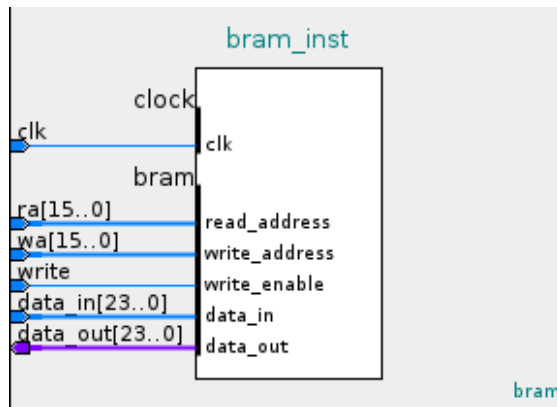 bram_inst
clock
clk
clk
bram
ra[15..0]
read_address
wa[15..0]
write_address
write
write_enable
data_in[23..0]
data_in
data_out[23..0]
data_out
bram